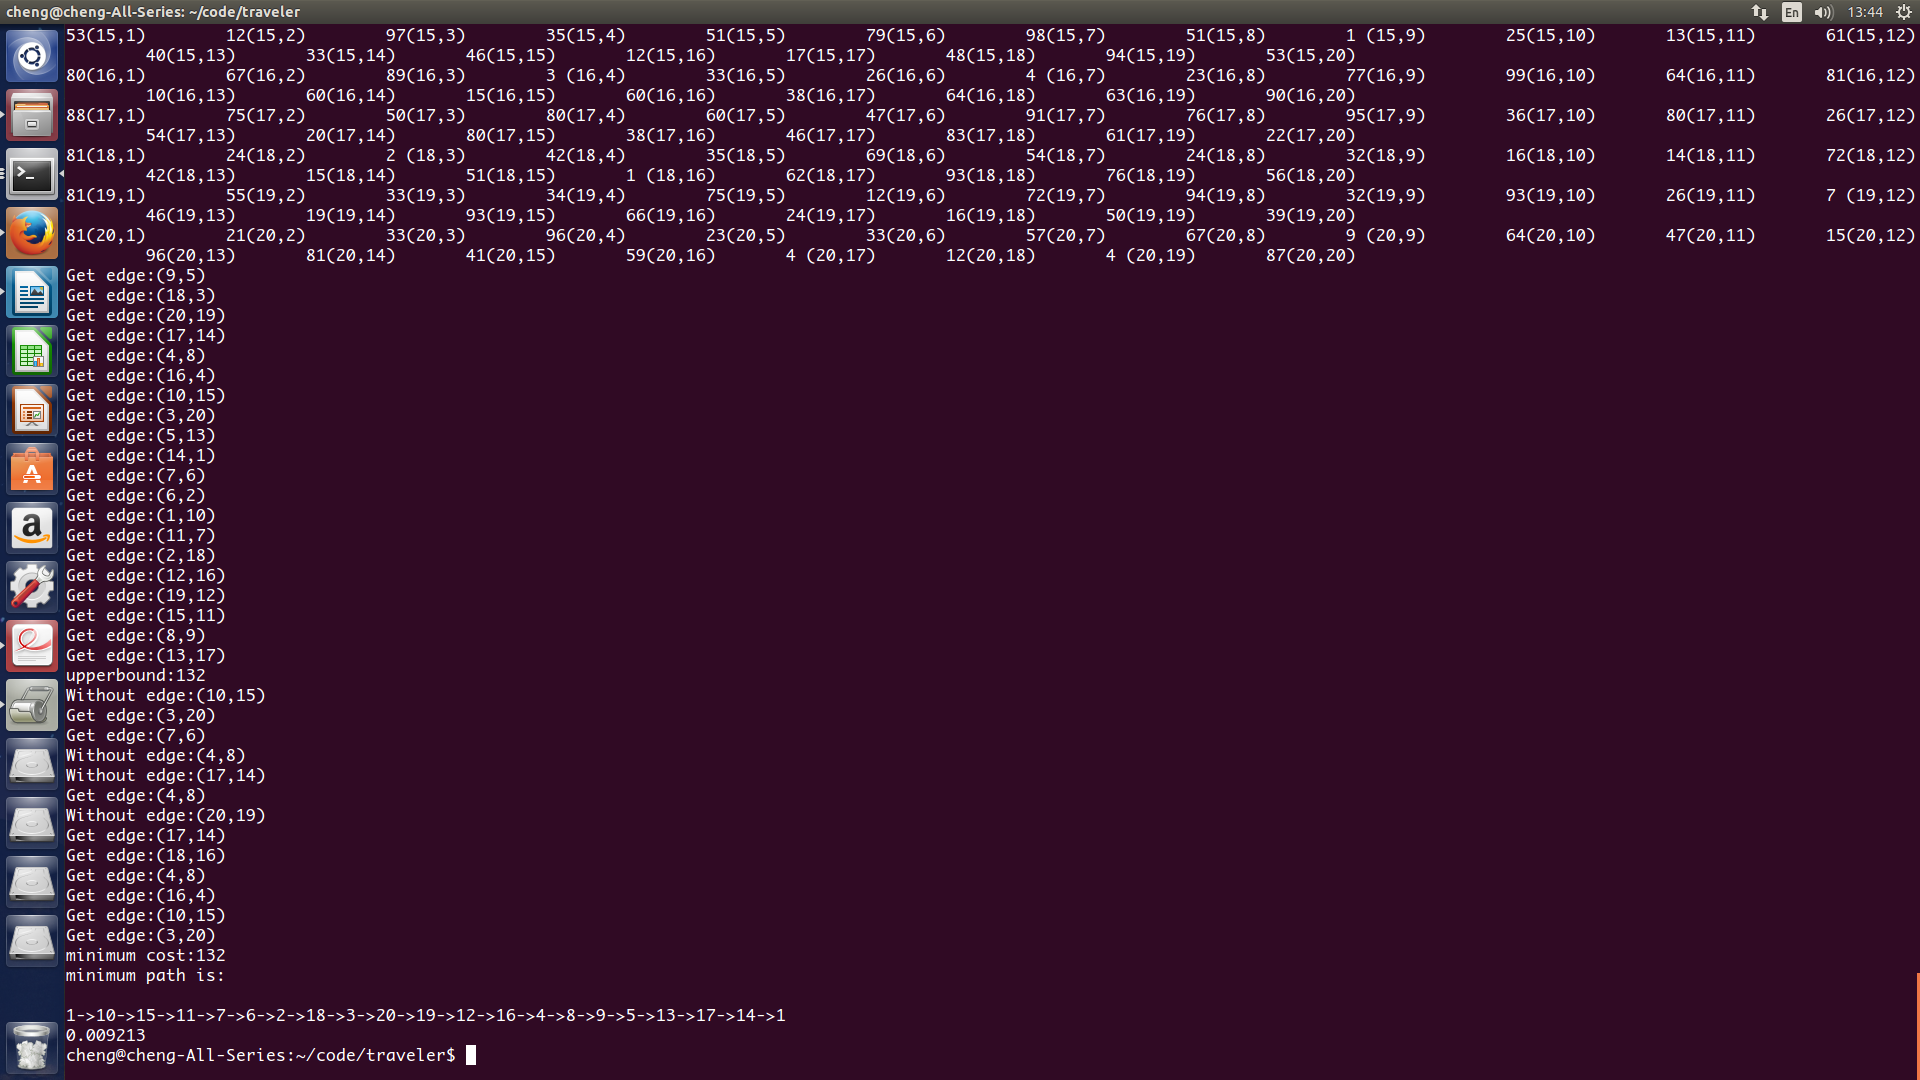 cheng@cheng-All-Series: ~/code/traveler En 13:44
53(15,1) 12(15,2) 97(15,3) 35(15,4) 51(15,5) 79(15,6) 98(15,7) 51(15,8) 1 (15,9) 25(15,10) 13(15,11) 61(15,12)
40(15,13) 33(15,14) 46(15,15) 12(15,16) 17(15,17) 48(15,18) 94(15,19) 53(15,20)
80(16,1) 67(16,2) 89(16,3) 3 (16,4) 33(16,5) 26(16,6) 4 (16,7) 23(16,8) 77(16,9) 99(16,10) 64(16,11) 81(16,12)
10(16,13) 60(16,14) 15(16,15) 60(16,16) 38(16,17) 64(16,18) 63(16,19) 90(16,20)
88(17,1) 75(17,2) 50(17,3) 80(17,4) 60(17,5) 47(17,6) 91(17,7) 76(17,8) 95(17,9) 36(17,10) 80(17,11) 26(17,12)
54(17,13) 20(17,14) 80(17,15) 38(17,16) 46(17,17) 83(17,18) 61(17,19) 22(17,20)
81(18,1) 24(18,2) 2 (18,3) 42(18,4) 35(18,5) 69(18,6) 54(18,7) 24(18,8) 32(18,9) 16(18,10) 14(18,11) 72(18,12)
42(18,13) 15(18,14) 51(18,15) 1 (18,16) 62(18,17) 93(18,18) 76(18,19) 56(18,20)
81(19,1) 55(19,2) 33(19,3) 34(19,4) 75(19,5) 12(19,6) 72(19,7) 94(19,8) 32(19,9) 93(19,10) 26(19,11) 7 (19,12)
46(19,13) 19(19,14) 93(19,15) 66(19,16) 24(19,17) 16(19,18) 50(19,19) 39(19,20)
81(20,1) 21(20,2) 33(20,3) 96(20,4) 23(20,5) 33(20,6) 57(20,7) 67(20,8) 9 (20,9) 64(20,10) 47(20,11) 15(20,12)
96(20,13) 81(20,14) 41(20,15) 59(20,16) 4 (20,17) 12(20,18) 4 (20,19) 87(20,20)
Get edge:(9,5)
Get edge:(18,3)
Get edge:(20,19)
Get edge:(17,14)
Get edge:(4,8)
Get edge:(16,4)
Get edge:(10,15)
Get edge:(3,20)
Get edge:(5,13)
Get edge:(14,1)
Get edge:(7,6)
Get edge:(6,2)
Get edge:(1,10)
Get edge:(11,7)
Get edge:(2,18)
Get edge:(12,16)
Get edge:(19,12)
Get edge:(15,11)
Get edge:(8,9)
Get edge:(13,17)
upperbound:132
Without edge:(10,15)
Get edge:(3,20)
Get edge:(7,6)
Without edge:(4,8)
Without edge:(17,14)
Get edge:(4,8)
Without edge:(20,19)
Get edge:(17,14)
Get edge:(18,16)
Get edge:(4,8)
Get edge:(16,4)
Get edge:(10,15)
Get edge:(3,20)
minimum cost:132
minimum path is:
1->10->15->11->7->6->2->18->3->20->19->12->16->4->8->9->5->13->17->14->1
0.009213
cheng@cheng-All-Series:~/code/traveler$